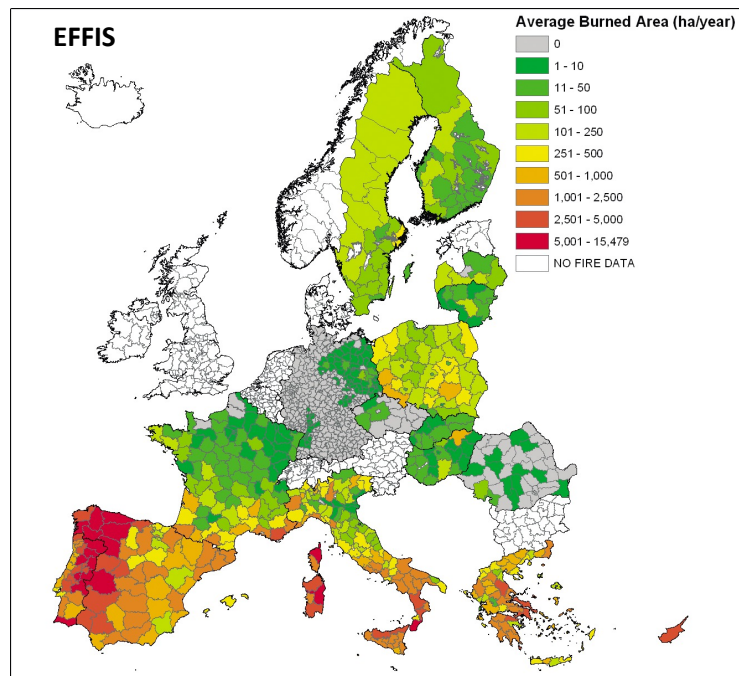 EFFIS
Average Burned Area (ha/year)
0
1 - 10
11 - 50
51 - 100
101 - 250
251 - 500
501 - 1,000
1,001 - 2,500
2,501 - 5,000
5,001 - 15,479
NO FIRE DATA